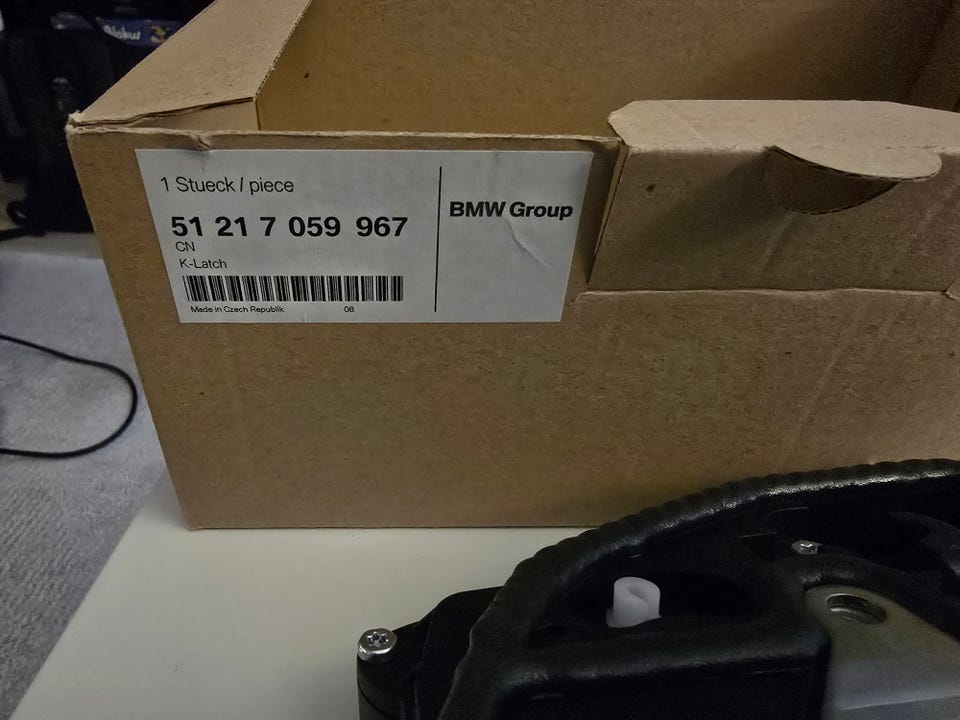 1 Stueck / piece
51 21 7 059 967
CN
K-Latch
Made in Czech Republik 08
BMW Group